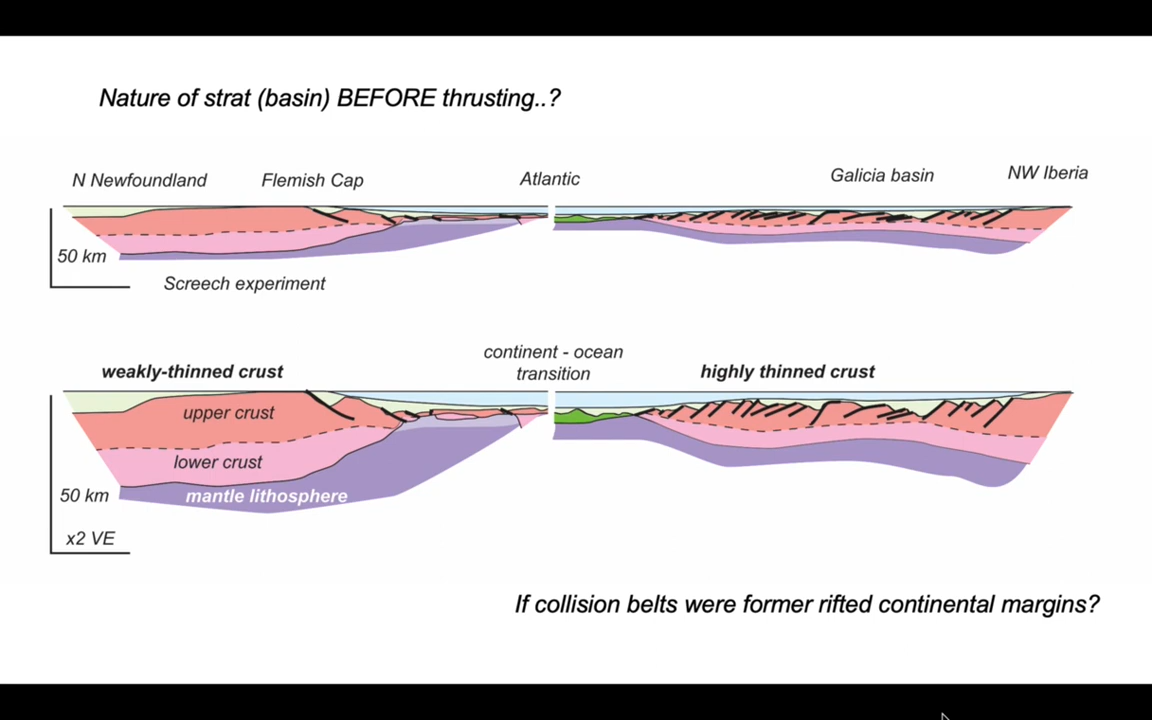 Nature of strat (basin) BEFORE thrusting..?
N Newfoundland
Flemish Cap
Atlantic
Galicia basin
NW Iberia
50 km
Screech experiment
continent - ocean
transition
weakly-thinned crust
highly thinned crust
upper crust
lower crust
50 km
mantle lithosphere
x2 VE
If collision belts were former rifted continental margins?